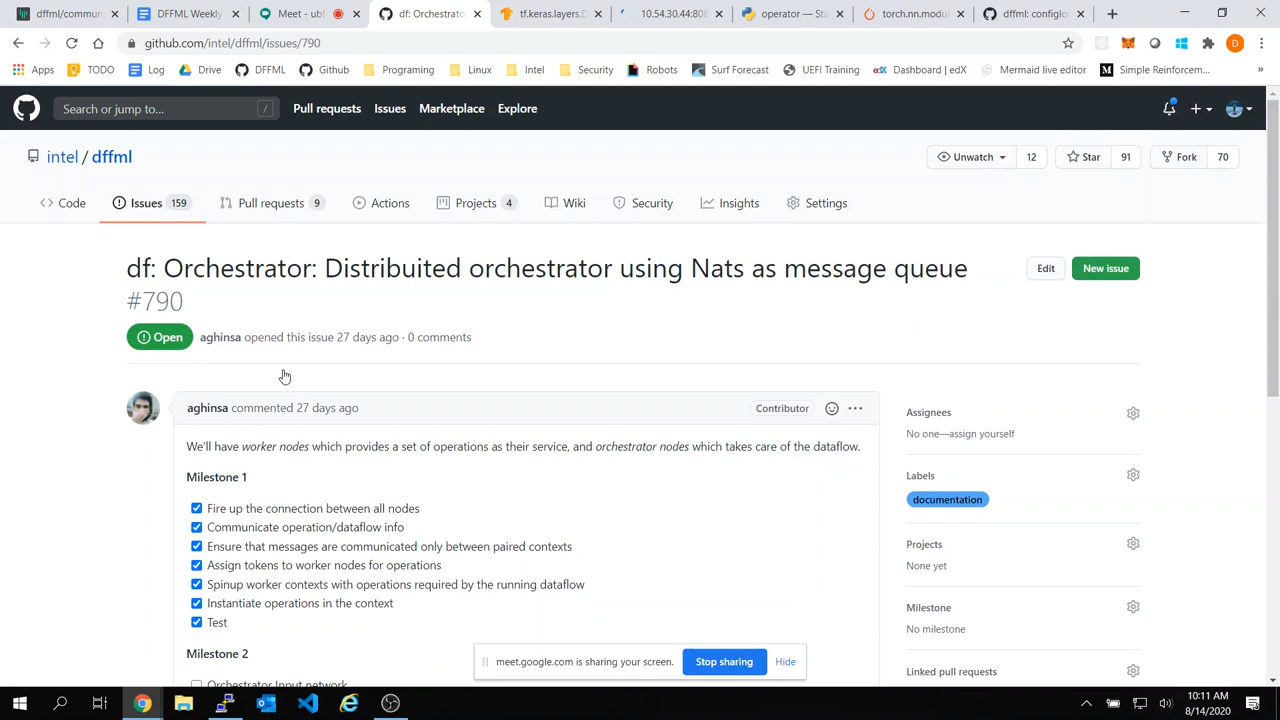 dffml/commun
DFFML Weekly
Meet - ubf
df: Orchestrator
tf.keras.layers.D
10.54.30.44:808
operator — Sta
torch.nn.modul
dffml: configloa
github.com/intel/dffml/issues/790
D
Apps
TODO
Log
Drive
DFFML
Github
Programing
Linux
Intel
Security
Robots
Surf Forecast
UEFI Training
Dashboard | edX
Mermaid live editor
Simple Reinforcem...
»
Search or jump to...
/
Pull requests
Issues
Marketplace
Explore
intel / dffml
Unwatch 12
Star 91
Fork 70
Code
Issues 159
Pull requests 9
Actions
Projects 4
Wiki
Security
Insights
Settings
df: Orchestrator: Distribuited orchestrator using Nats as message queue
#790
Edit
New issue
Open
aghinsa opened this issue 27 days ago · 0 comments
aghinsa commented 27 days ago
Contributor
We'll have worker nodes which provides a set of operations as their service, and orchestrator nodes which takes care of the dataflow.
Milestone 1
Fire up the connection between all nodes
Communicate operation/dataflow info
Ensure that messages are communicated only between paired contexts
Assign tokens to worker nodes for operations
Spinup worker contexts with operations required by the running dataflow
Instantiate operations in the context
Test
Milestone 2
Orchestrator Input network
Assignees
No one—assign yourself
Labels
documentation
Projects
None yet
Milestone
No milestone
Linked pull requests
meet.google.com is sharing your screen.
Stop sharing
Hide
10:11 AM
8/14/2020